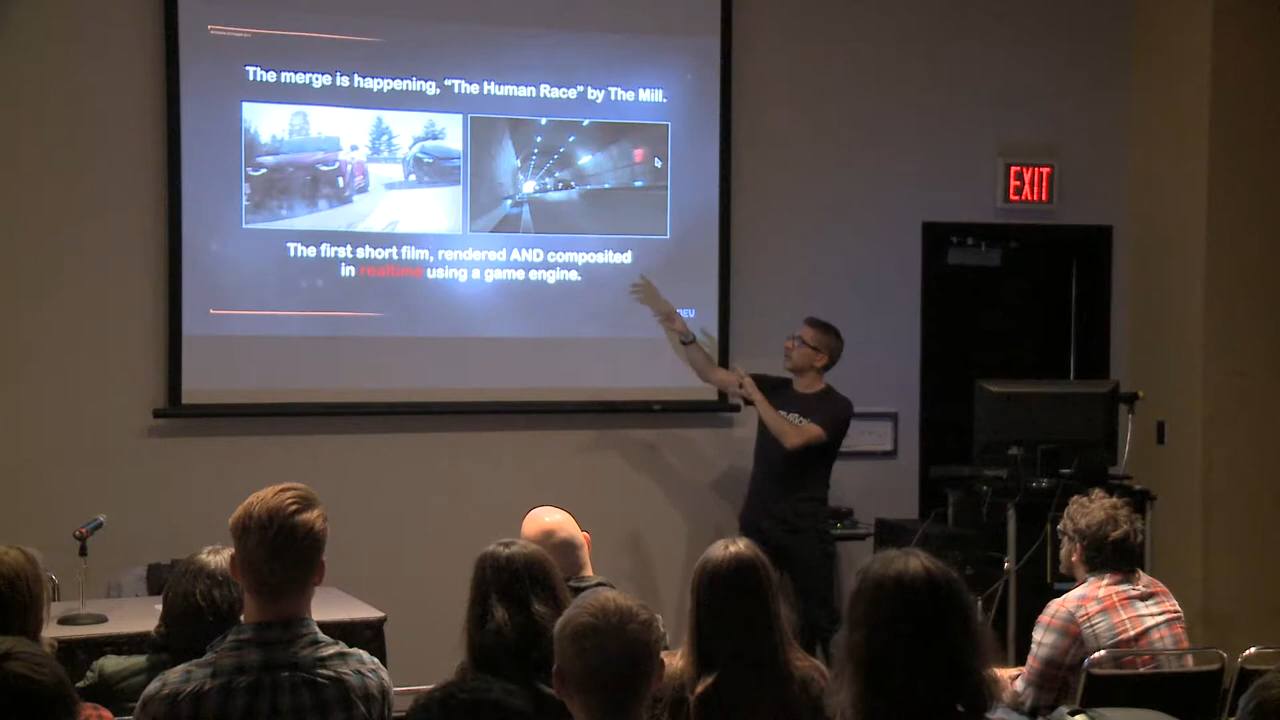 The merge is happening, “The Human Race” by The Mill.
The first short film, rendered AND composited
in realtime using a game engine.
EXIT